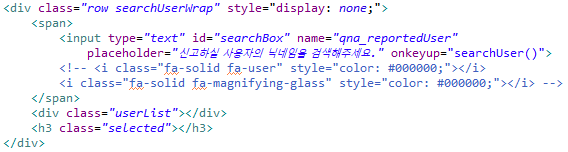 <div class="row searchUserWrap" style="display: none;">
<span>
<input type="text" id="searchBox" name="qna_reportedUser"
placeholder="신고하실 사용자의 닉네임을 검색해주세요." onkeyup="searchUser()">
<!-- <i class="fa-solid fa-user" style="color: #000000;"></i>
<i class="fa-solid fa-magnifying-glass" style="color: #000000;"></i> -->
</span>
<div class="userList"></div>
<h3 class="selected"></h3>
</div>